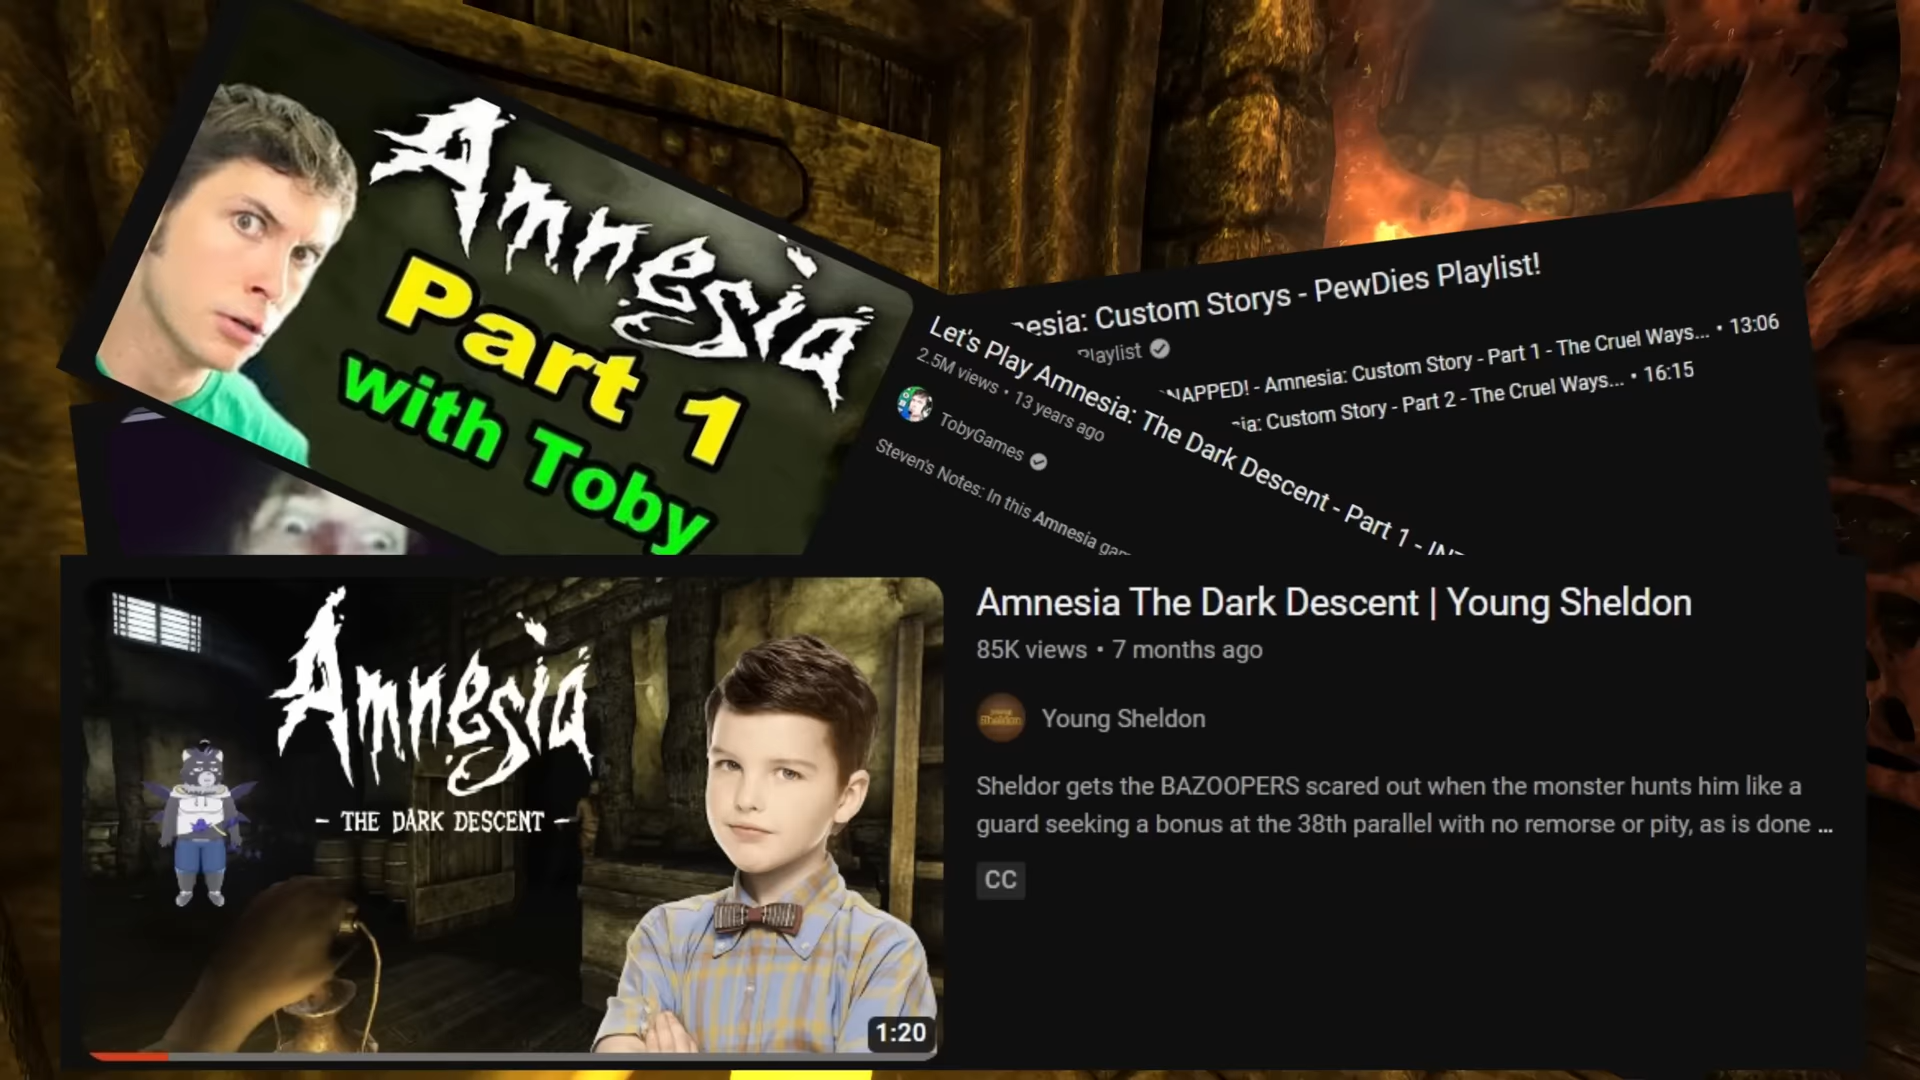 Amnesia
Part 1
with Toby
nesia: Custom Storys - PewDies Playlist!
Playlist
NAPPED! - Amnesia: Custom Story - Part 1 - The Cruel Ways... • 13:06
sia: Custom Story - Part 2 - The Cruel Ways... • 16:15
Let's Play Amnesia: The Dark Descent - Part 1 -
2.5M views • 13 years ago
TobyGames
Steven's Notes: In this Amnesia
Amnesia
- THE DARK DESCENT -
1:20
Amnesia The Dark Descent | Young Sheldon
85K views • 7 months ago
Young Sheldon
Sheldor gets the BAZOOPERS scared out when the monster hunts him like a
guard seeking a bonus at the 38th parallel with no remorse or pity, as is done ...
CC